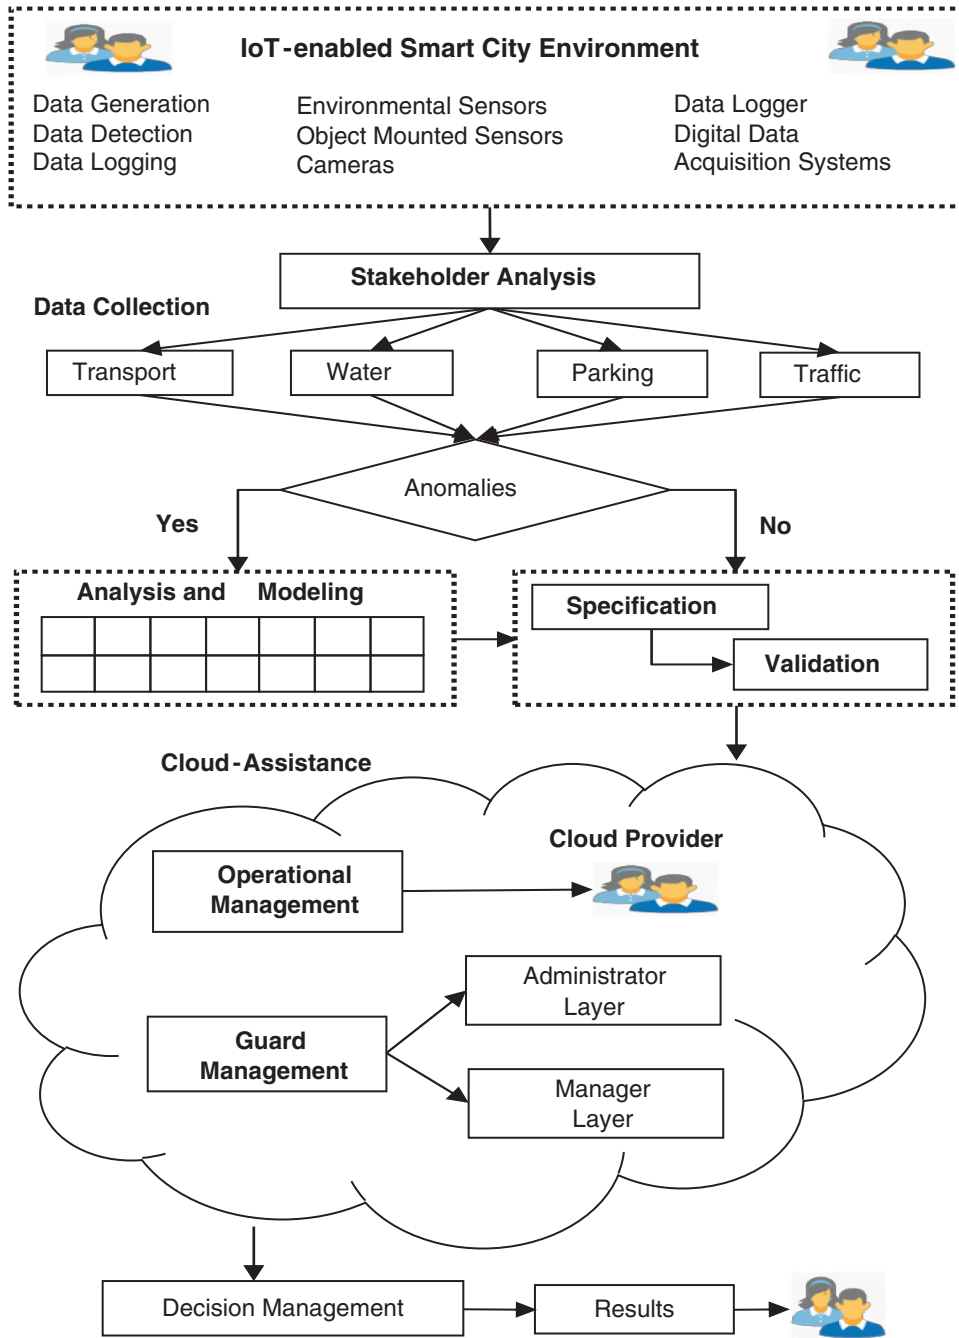 IoT-enabled Smart City Environment
Data Generation
Data Detection
Data Logging
Environmental Sensors
Object Mounted Sensors
Cameras
Data Logger
Digital Data
Acquisition Systems
Stakeholder Analysis
Data Collection
Transport
Water
Parking
Traffic
Anomalies
Yes
No
Analysis and Modeling
Specification
Validation
Cloud-Assistance
Cloud Provider
Operational
Management
Administrator
Layer
Guard
Management
Manager
Layer
Decision Management
Results